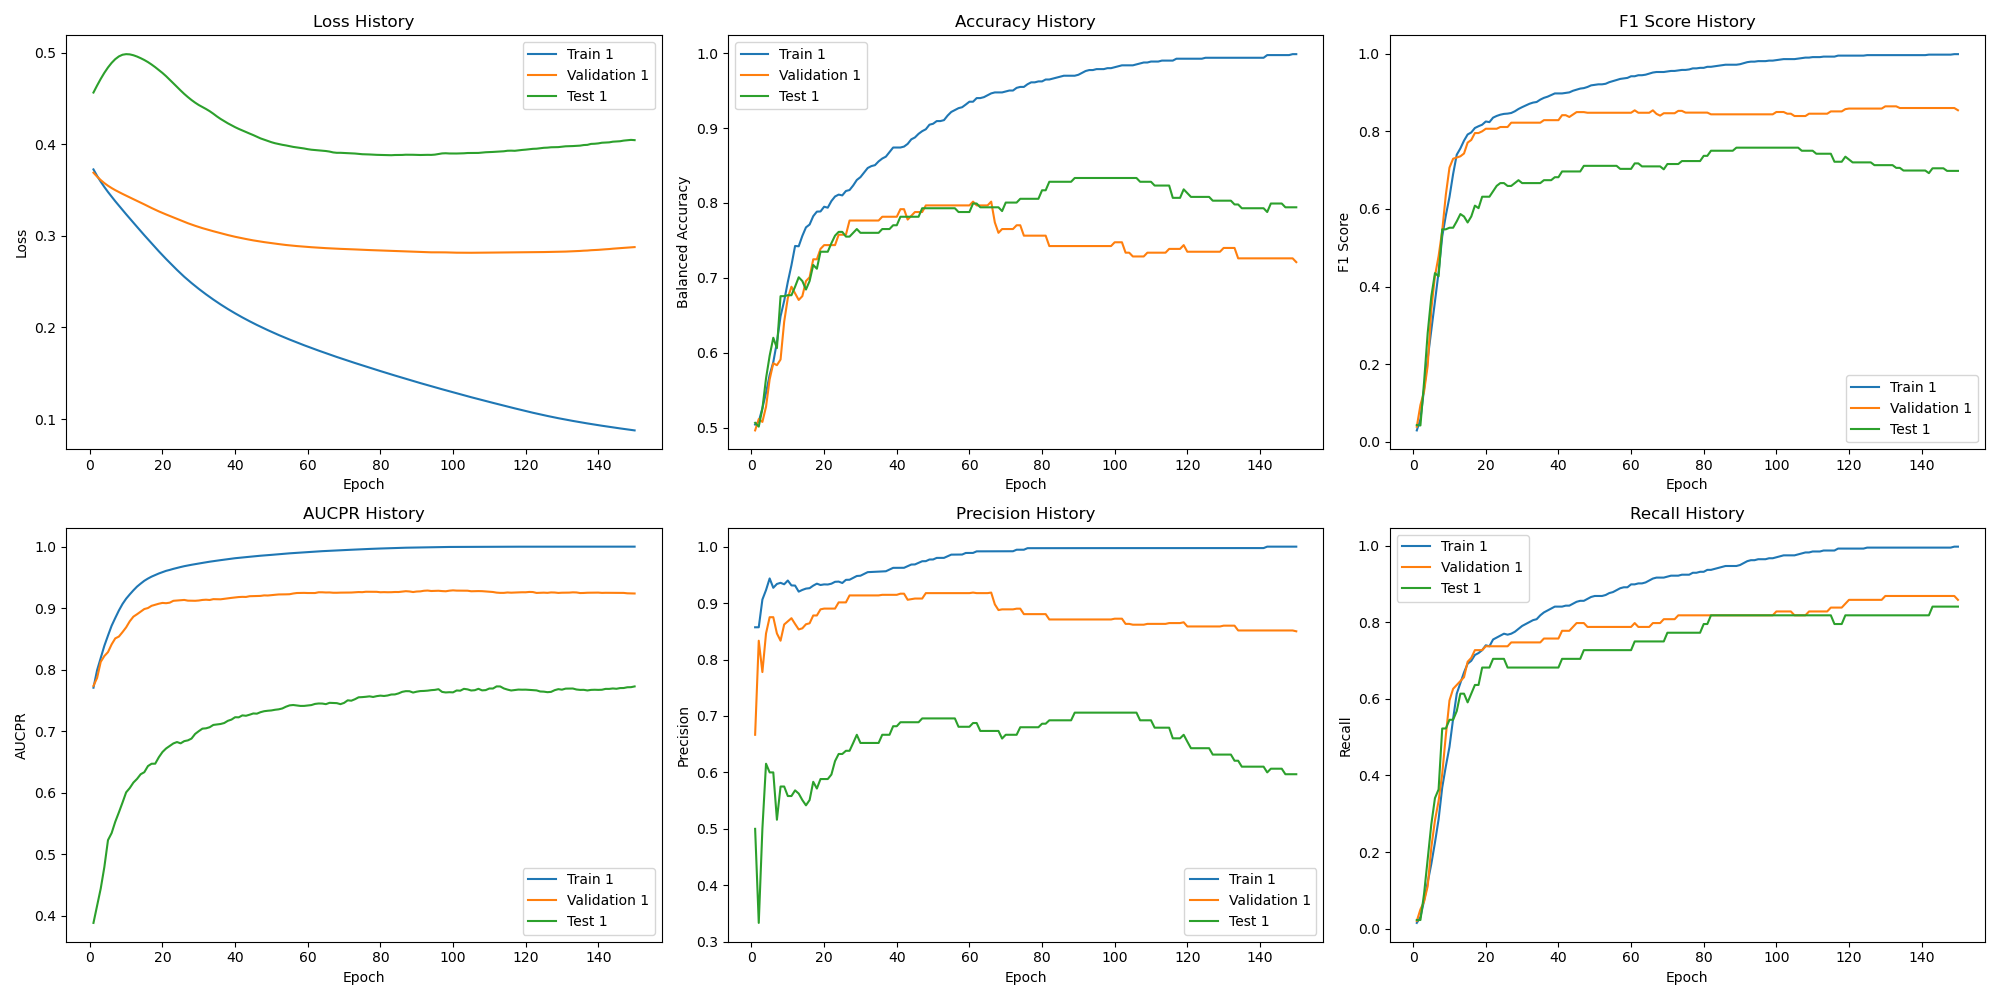 Loss History
Loss
0.5
0.4
0.3
0.2
0.1
0 20 40 60 80 100 120 140
Epoch
Train 1
Validation 1
Test 1
Accuracy History
Balanced Accuracy
1.0
0.9
0.8
0.7
0.6
0.5
0 20 40 60 80 100 120 140
Epoch
Train 1
Validation 1
Test 1
F1 Score History
F1 Score
1.0
0.8
0.6
0.4
0.2
0.0
0 20 40 60 80 100 120 140
Epoch
Train 1
Validation 1
Test 1
AUCPR History
AUCPR
1.0
0.9
0.8
0.7
0.6
0.5
0.4
0 20 40 60 80 100 120 140
Epoch
Train 1
Validation 1
Test 1
Precision History
Precision
1.0
0.9
0.8
0.7
0.6
0.5
0.4
0.3
0 20 40 60 80 100 120 140
Epoch
Train 1
Validation 1
Test 1
Recall History
Recall
1.0
0.8
0.6
0.4
0.2
0.0
0 20 40 60 80 100 120 140
Epoch
Train 1
Validation 1
Test 1